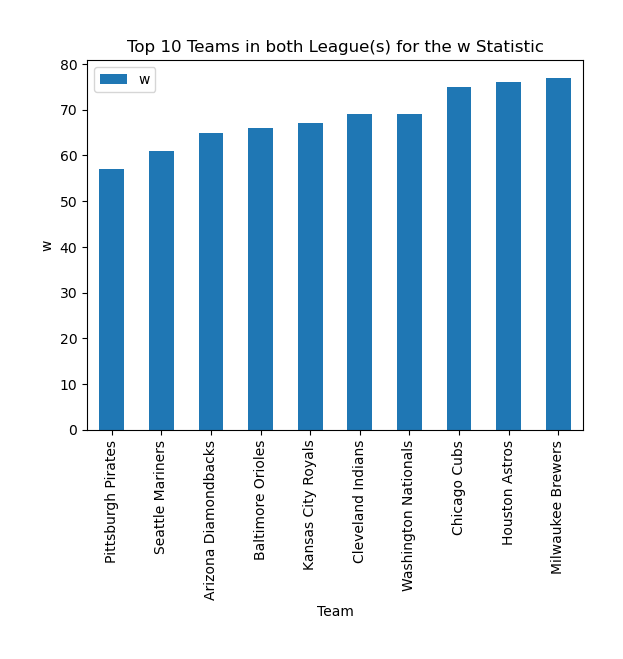 Top 10 Teams in both League(s) for the w Statistic
w
w
80
70
60
50
40
30
20
10
0
Pittsburgh Pirates
Seattle Mariners
Arizona Diamondbacks
Baltimore Orioles
Kansas City Royals
Cleveland Indians
Washington Nationals
Chicago Cubs
Houston Astros
Milwaukee Brewers
Team